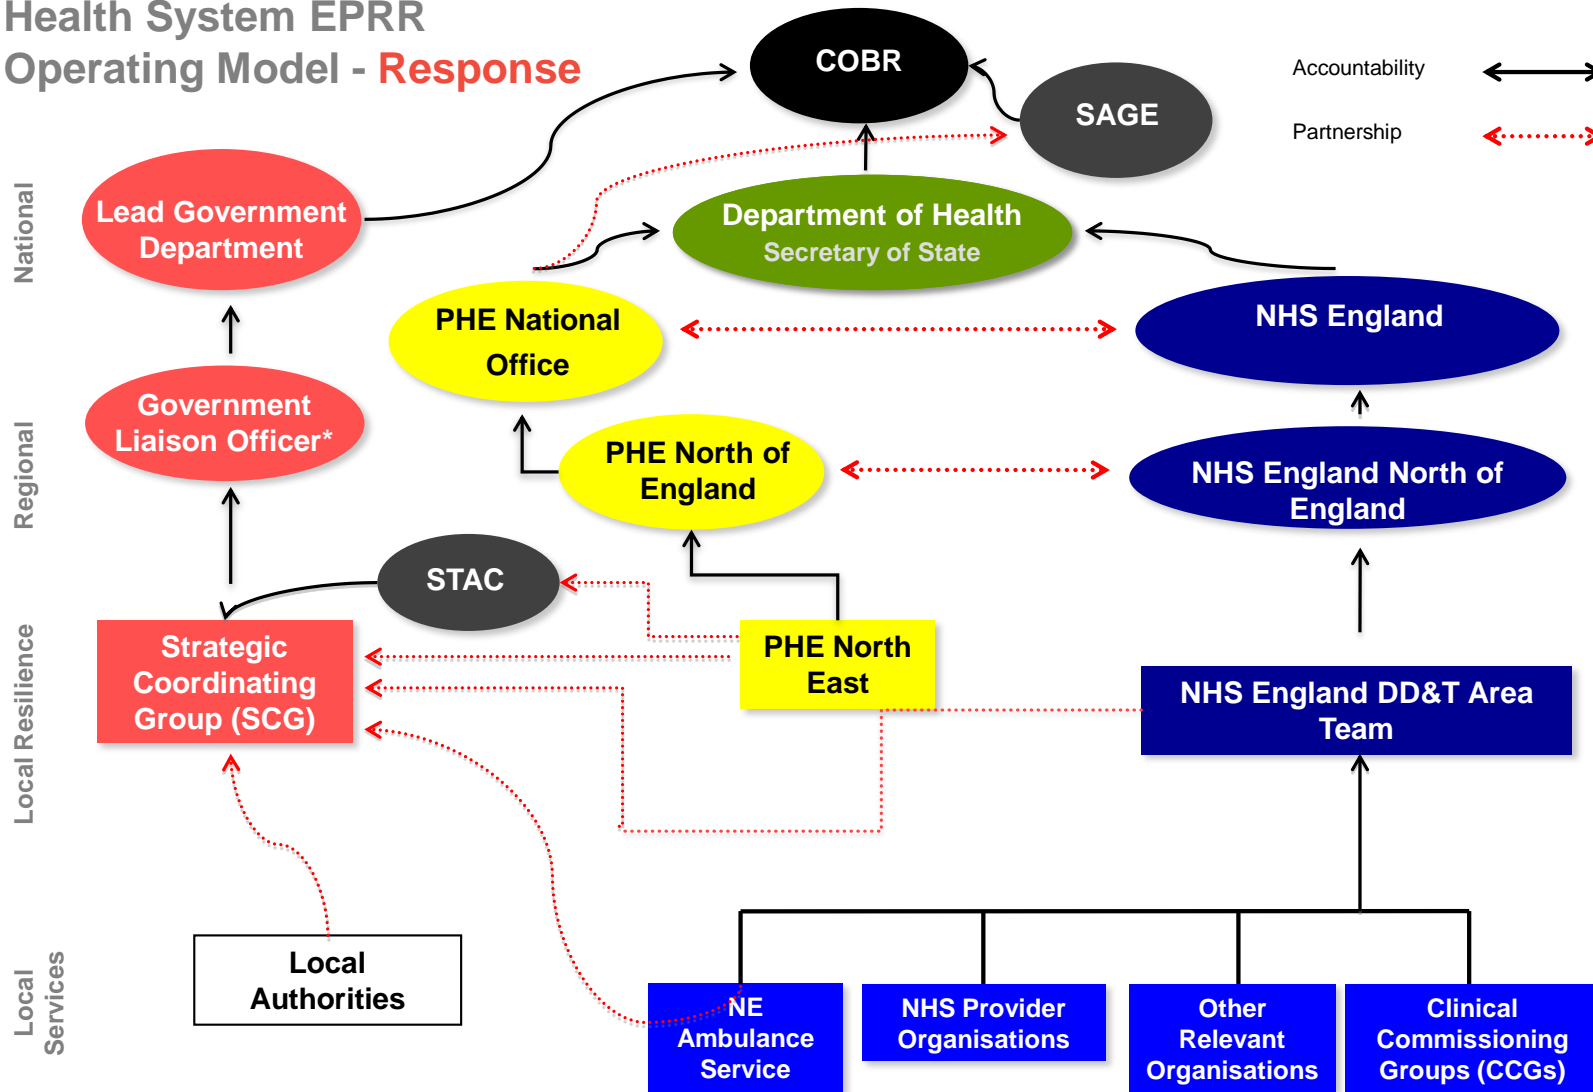 Health System EPRR
Operating Model - Response
COBR
SAGE
Accountability
Partnership
National
Lead Government
Department
Department of Health
Secretary of State
PHE National
Office
NHS England
Regional
Government
Liaison Officer*
PHE North of
England
NHS England North of
England
STAC
Local Resilience
Strategic
Coordinating
Group (SCG)
PHE North
East
NHS England DD&T Area
Team
Local
Services
Local
Authorities
NE
Ambulance
Service
NHS Provider
Organisations
Other
Relevant
Organisations
Clinical
Commissioning
Groups (CCGs)